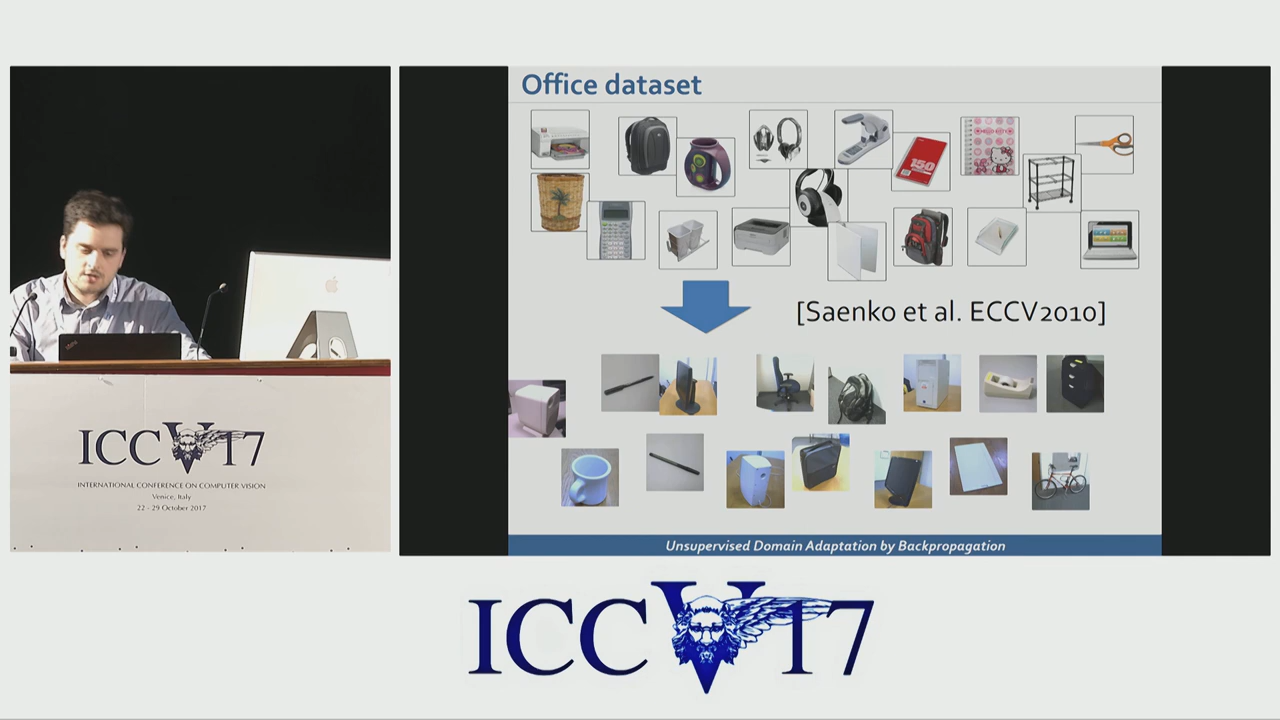 Office dataset
150
[Saenko et al. ECCV2010]
Unsupervised Domain Adaptation by Backpropagation
ICCV17
INTERNATIONAL CONFERENCE ON COMPUTER VISION
Venice, Italy
22 - 29 October 2017
ICCV17